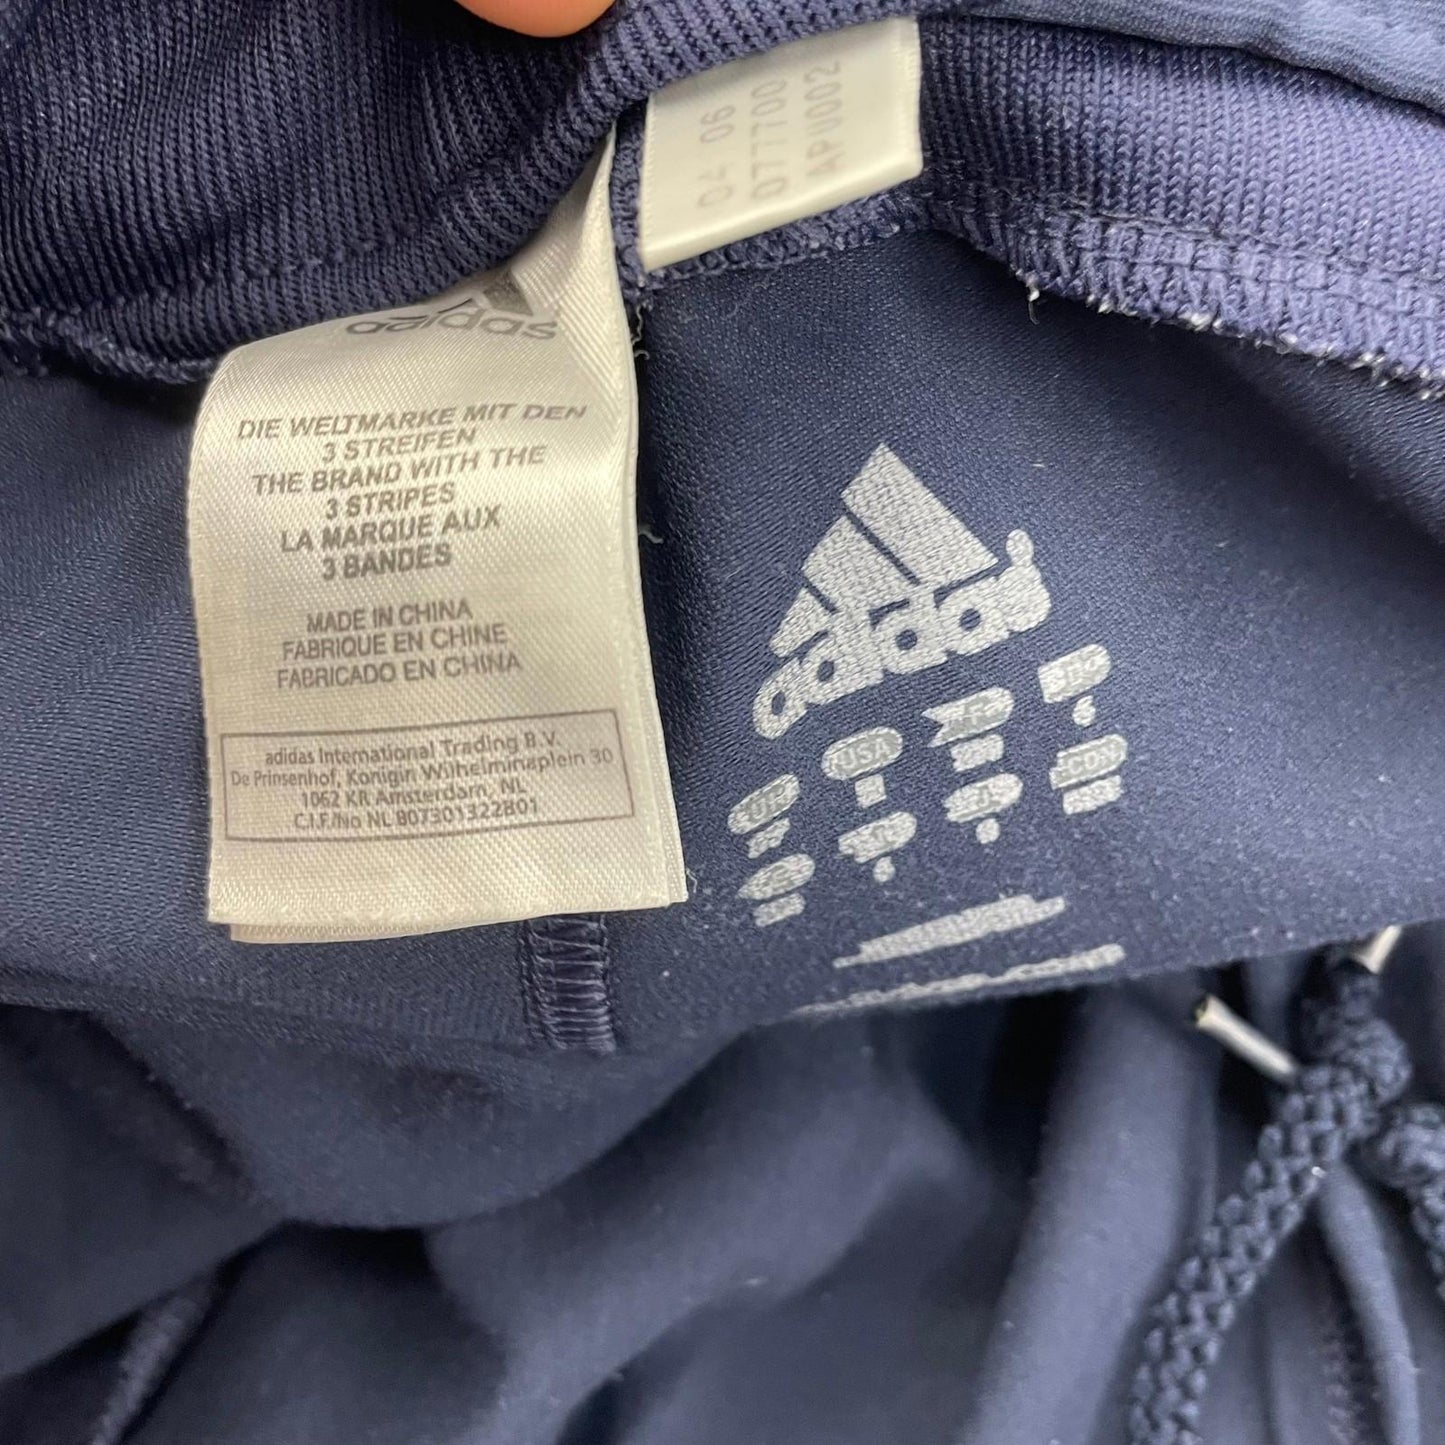 04 06
077700
APU002
adidas
DIE WELTMARKE MIT DEN
3 STREIFEN
THE BRAND WITH THE
3 STRIPES
LA MARQUE AUX
3 BANDES
MADE IN CHINA
FABRIQUE EN CHINE
FABRICADO EN CHINA
adidas International Trading B.V.
De Prinsenhof, Konigin Wilhelminaplein 30
1062 KR Amsterdam, NL
C.I.F./No NL 807301322B01
adidas
USA
CDN